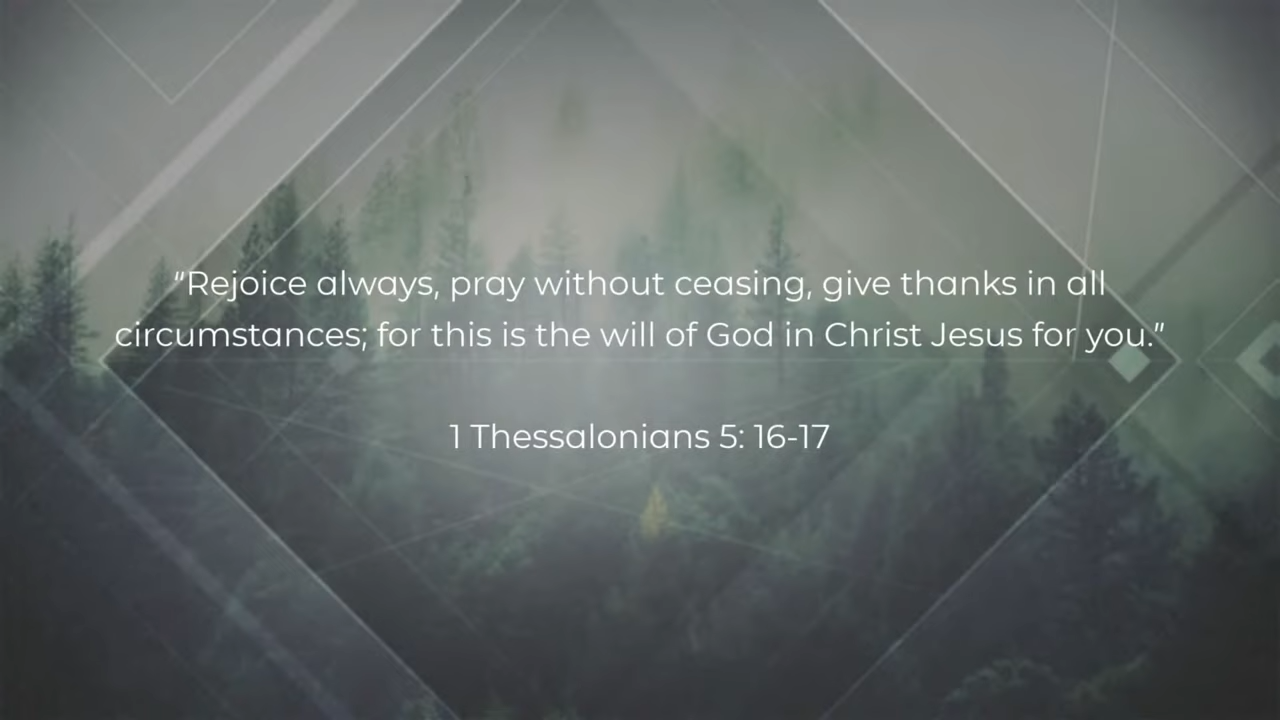 “Rejoice always, pray without ceasing, give thanks in all
circumstances; for this is the will of God in Christ Jesus for you.”
1 Thessalonians 5: 16-17